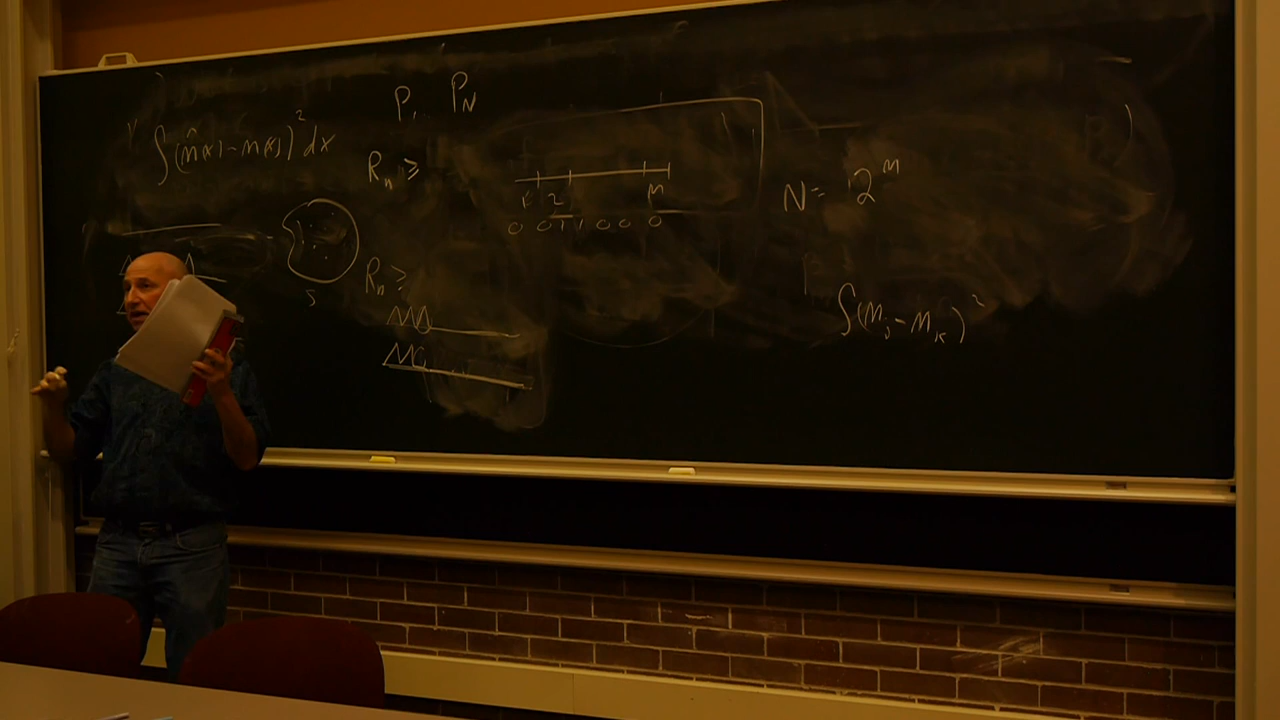 ∫(m̂(x) - m(x))² dx
P₁ .. P_N
R_n ≥
1 2 m
0 0 1 1 0 0 0 0
N = 2^m
S
R_n ≥
∫(m_j - m_k)²